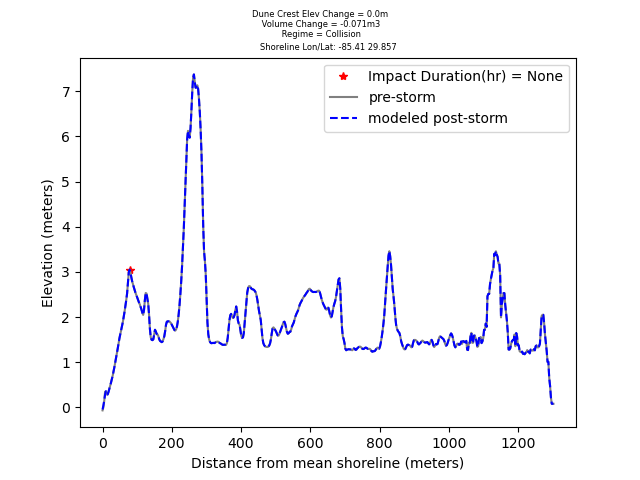 Dune Crest Elev Change = 0.0m
Volume Change = -0.071m3
Regime = Collision
Shoreline Lon/Lat: -85.41 29.857
Impact Duration(hr) = None
pre-storm
modeled post-storm
7
6
5
4
3
2
1
0
Elevation (meters)
0 200 400 600 800 1000 1200
Distance from mean shoreline (meters)